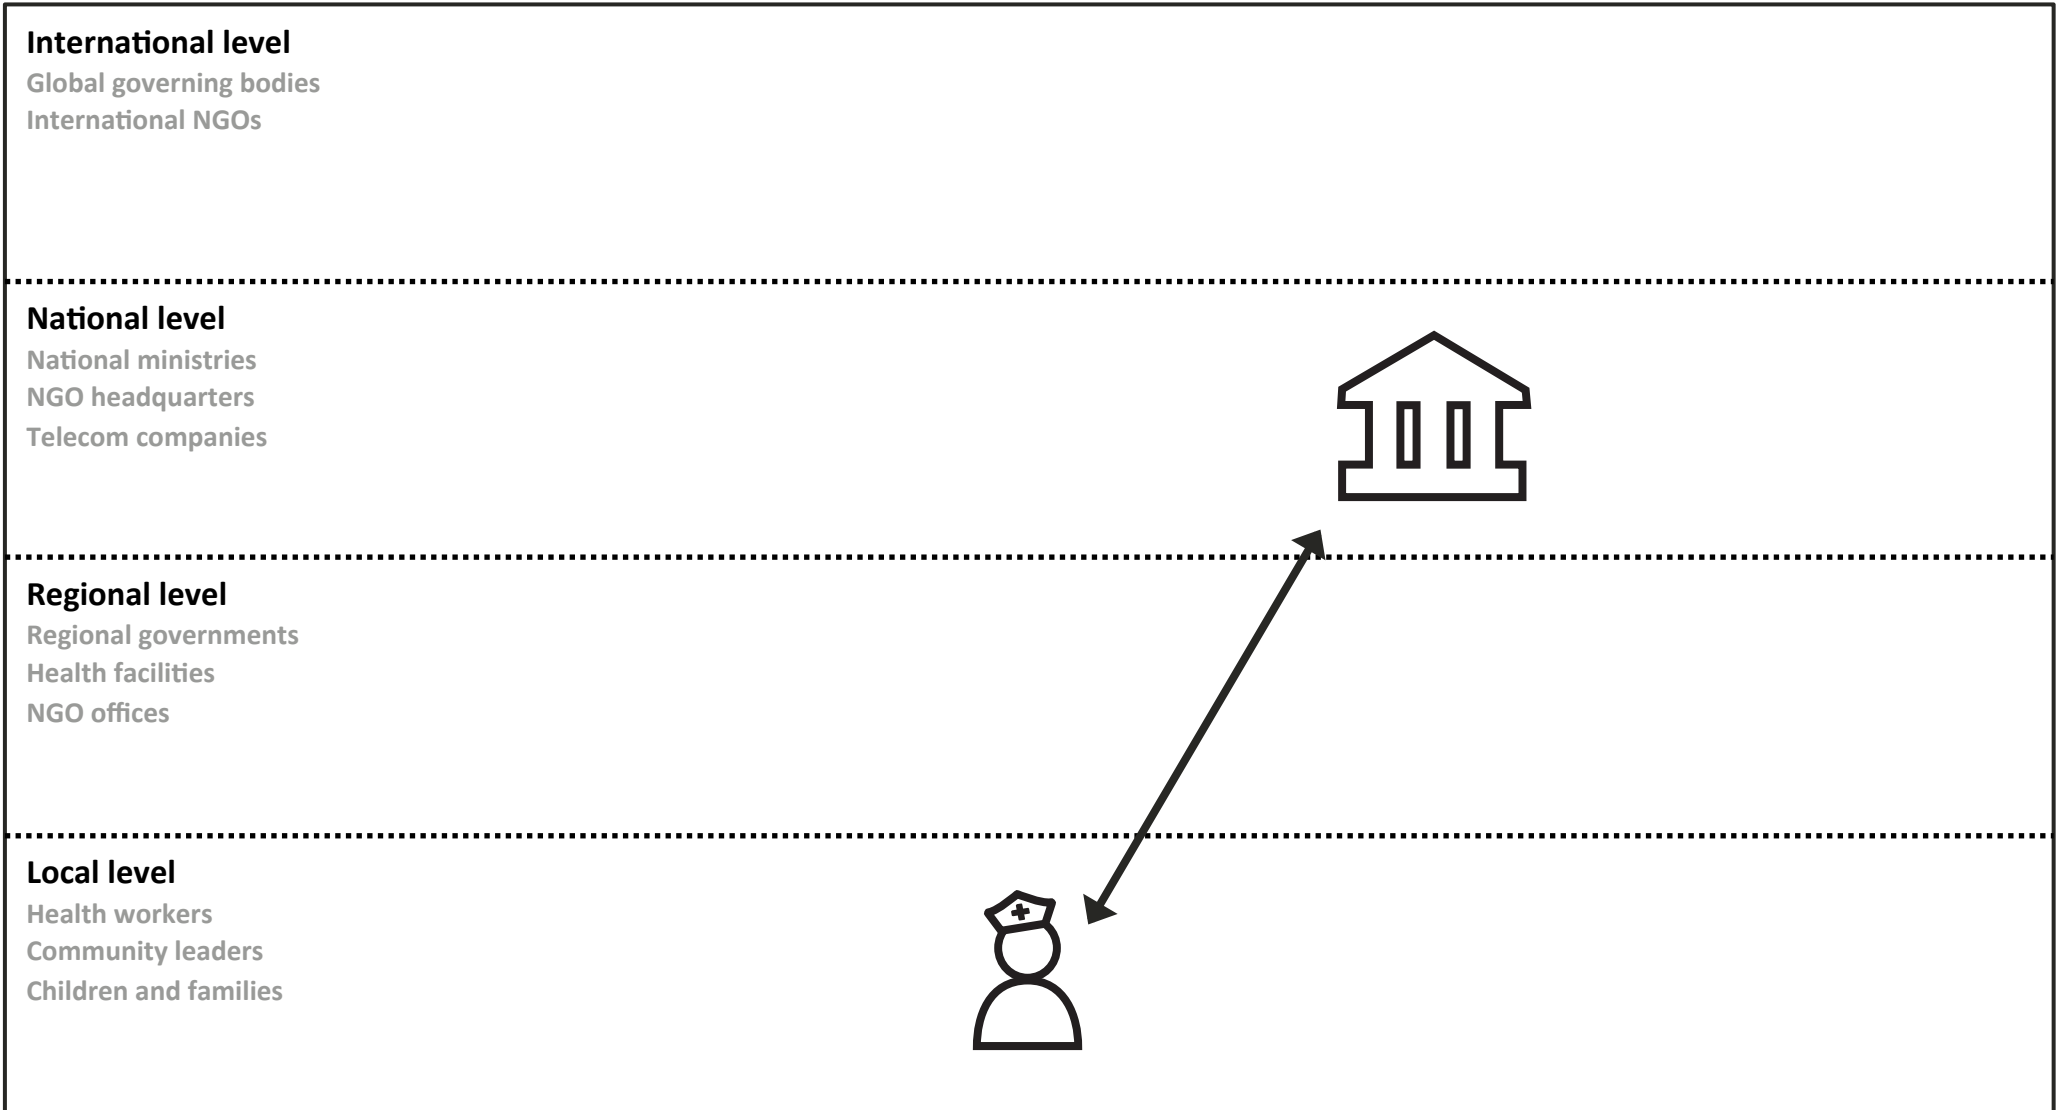 International level
Global governing bodies
International NGOs
National level
National ministries
NGO headquarters
Telecom companies
Regional level
Regional governments
Health facilities
NGO offices
Local level
Health workers
Community leaders
Children and families